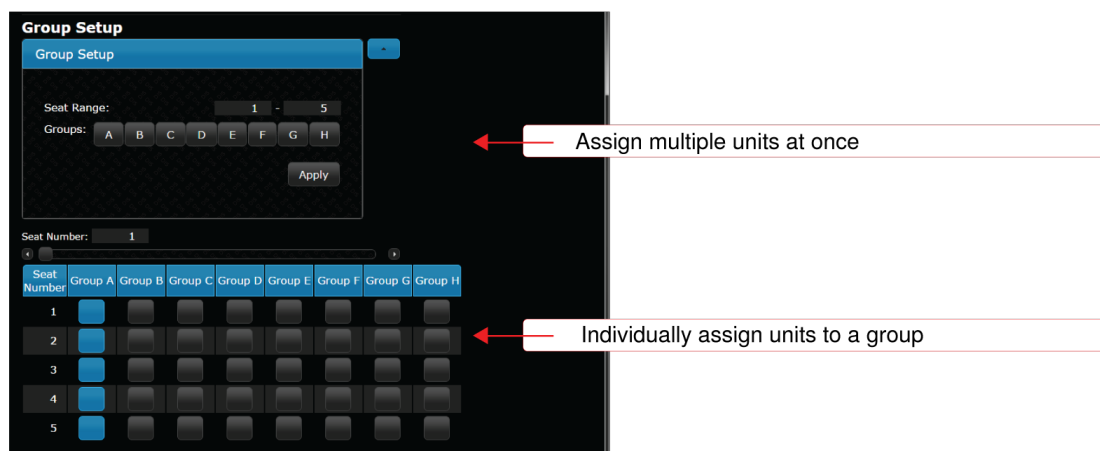 Group Setup
Group Setup
Seat Range: 1 - 5
Groups: A B C D E F G H
Apply
Assign multiple units at once
Seat Number: 1
Seat Number Group A Group B Group C Group D Group E Group F Group G Group H
1
2
Individually assign units to a group
3
4
5